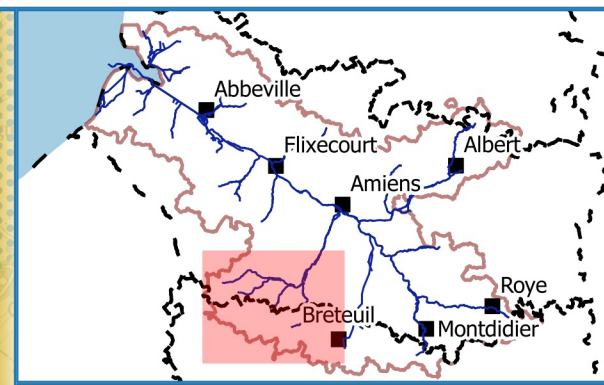 Abbeville
Flixecourt
Albert
Amiens
Roye
Breteuil
Montdidier